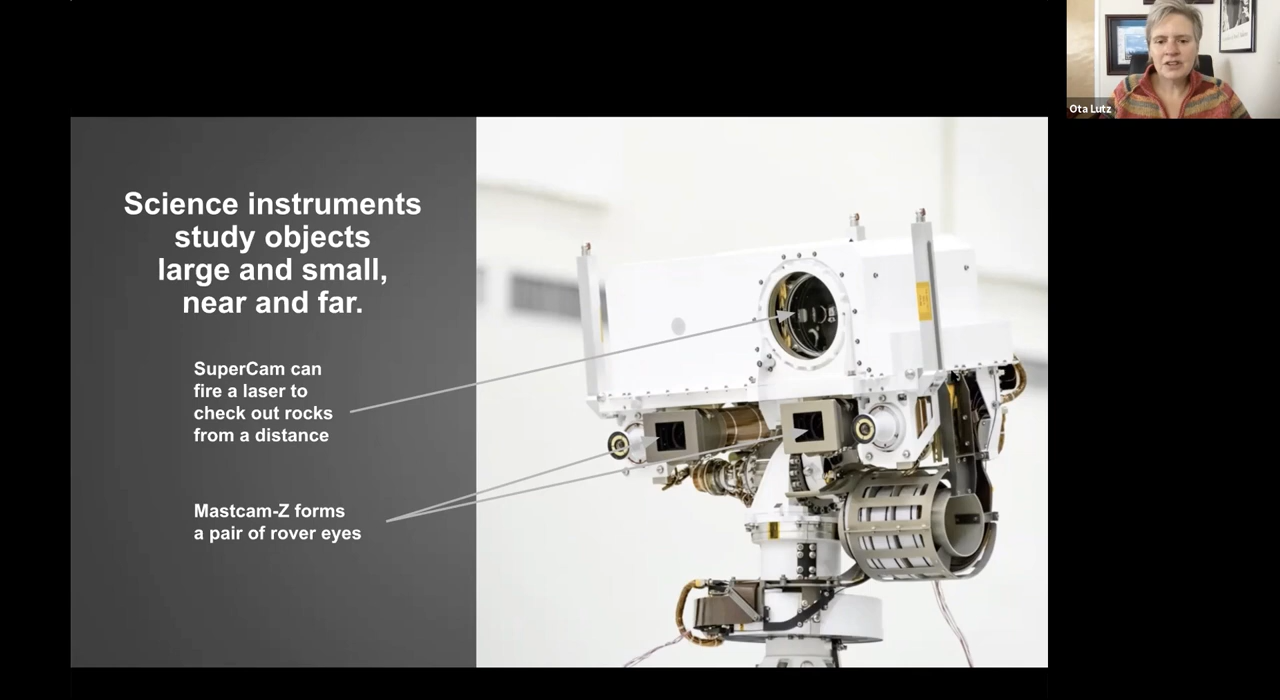 Science instruments
study objects
large and small,
near and far.
SuperCam can
fire a laser to
check out rocks
from a distance
Mastcam-Z forms
a pair of rover eyes
Ota Lutz